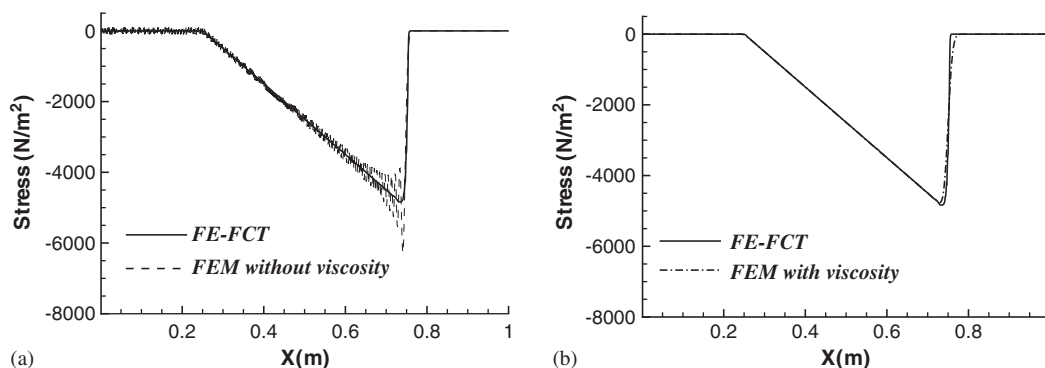 0
-2000
-4000
-6000
-8000
Stress (N/m²)
FE-FCT
FEM without viscosity
0.2
0.4
0.6
0.8
1
X(m)
(a)
0
-2000
-4000
-6000
-8000
Stress (N/m²)
FE-FCT
FEM with viscosity
0.2
0.4
0.6
0.8
X(m)
(b)